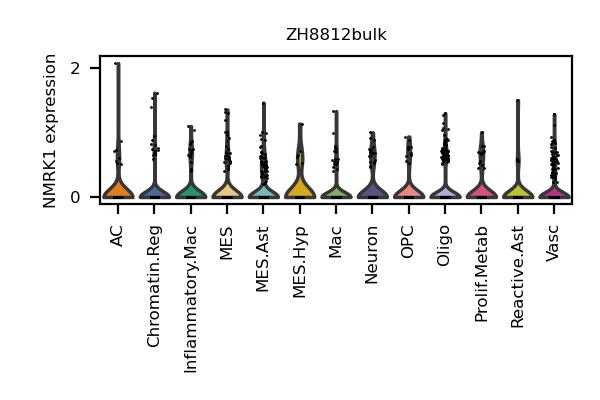 ZH8812bulk
NMRK1 expression
2
0
AC
Chromatin.Reg
Inflammatory.Mac
MES
MES.Ast
MES.Hyp
Mac
Neuron
OPC
Oligo
Prolif.Metab
Reactive.Ast
Vasc